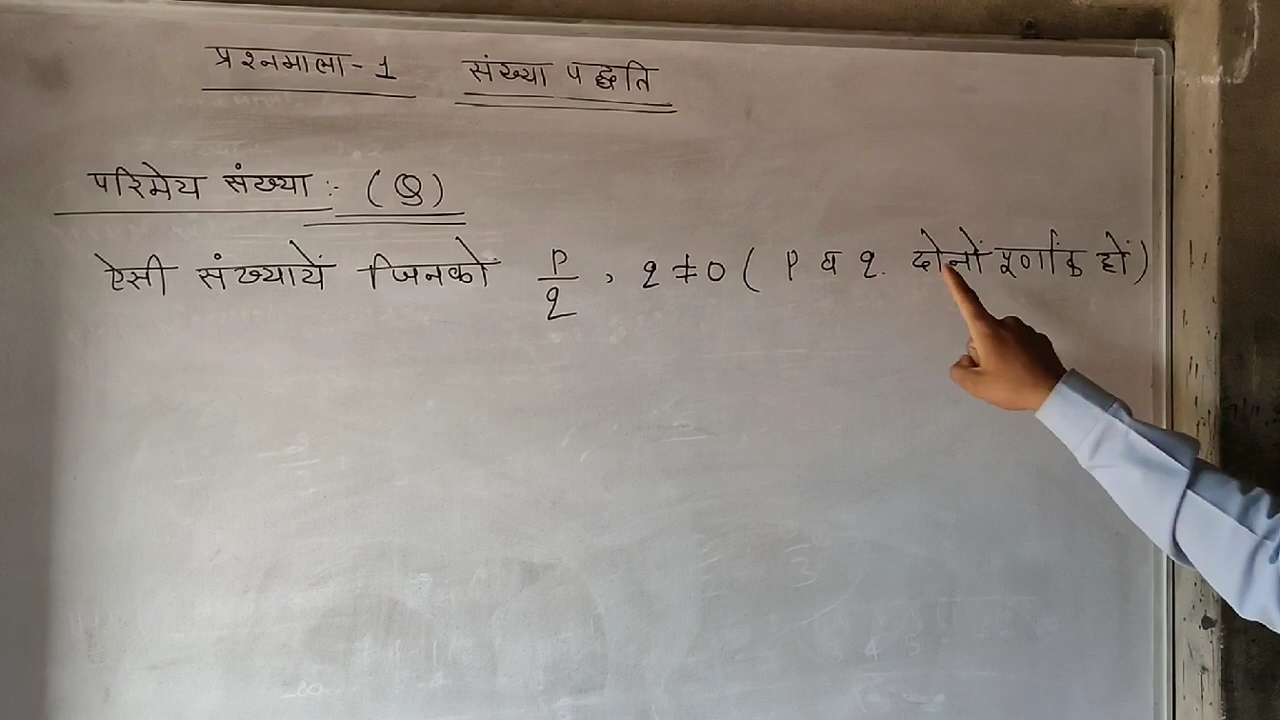 प्रश्नमाला-1 संख्या पद्धति
परिमेय संख्या :- (Q)
ऐसी संख्यायें जिनको p/q , q ≠ 0 ( p व q. दोनों पूर्णांक हों )